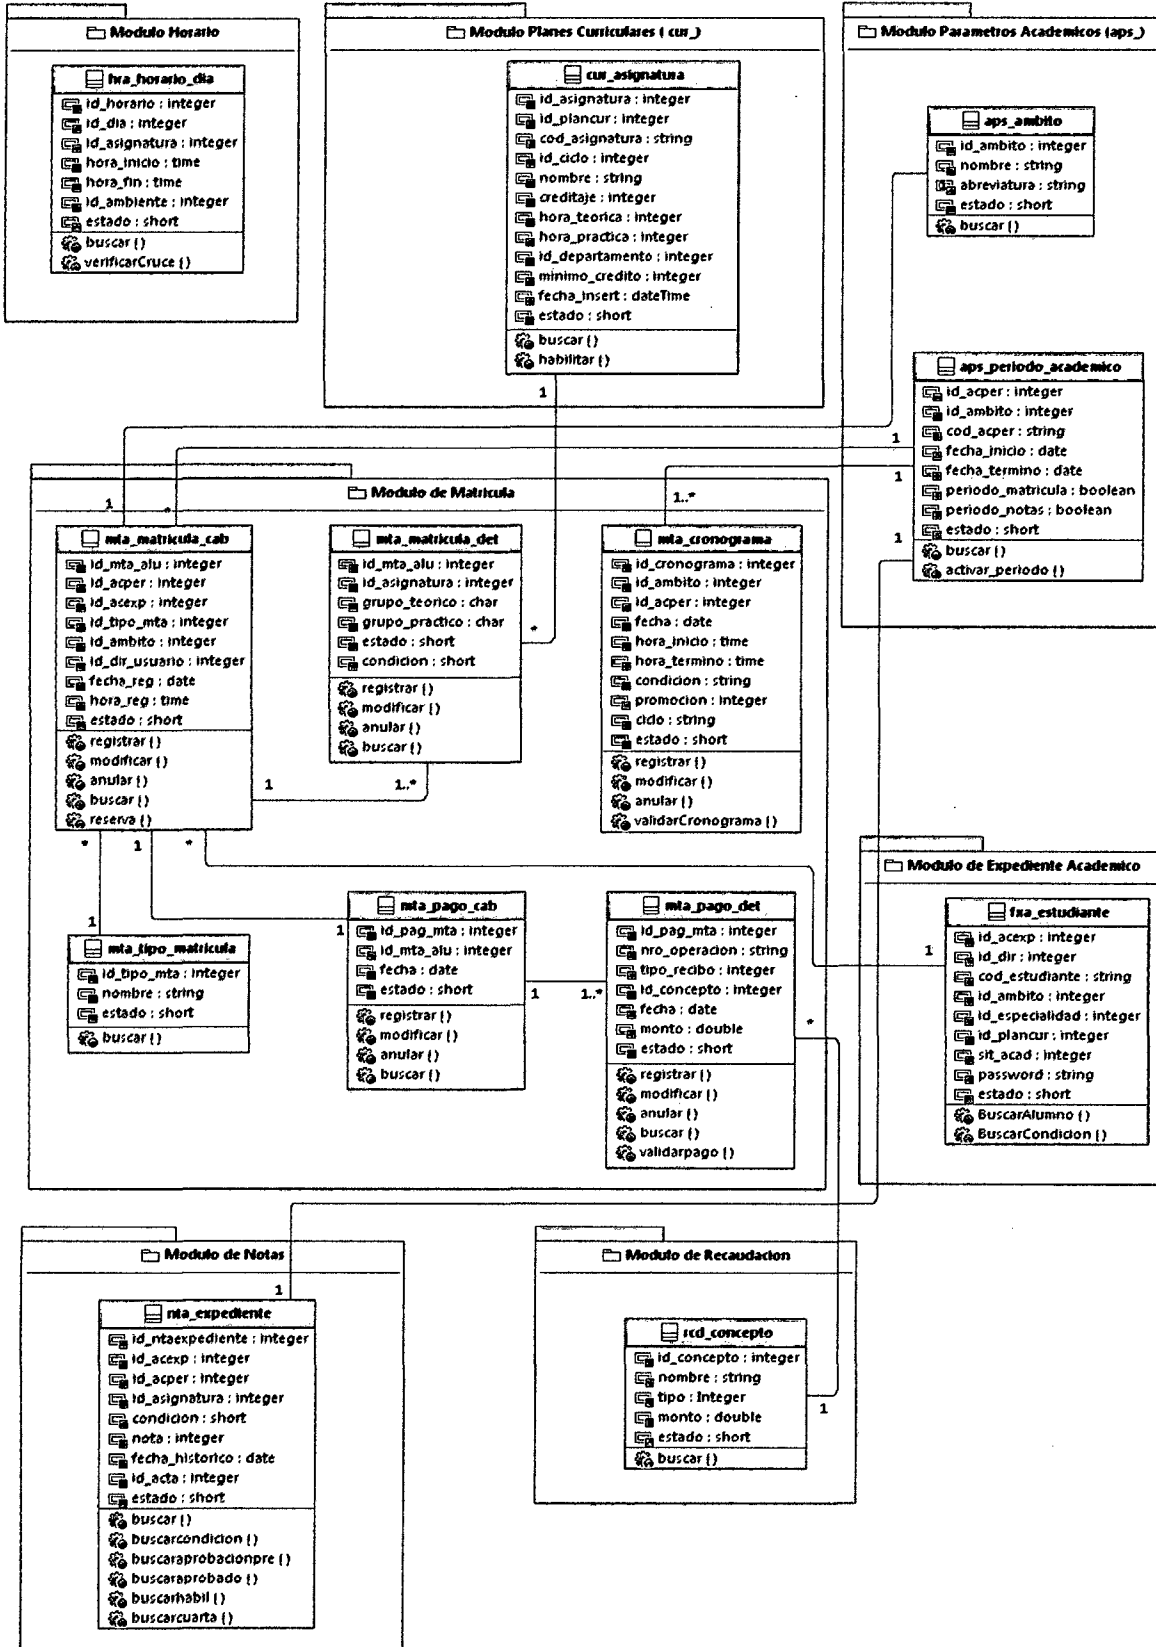 Modulo Horario
hra_horario_dia
id_horario : integer
id_dia : integer
id_asignatura : integer
hora_inicio : time
hora_fin : time
id_ambiente : integer
estado : short
buscar ()
verificarCruce ()
Modulo Planes Curriculares ( cur_)
cur_asignatura
id_asignatura : integer
id_plancur : integer
cod_asignatura : string
id_ciclo : integer
nombre : string
creditaje : integer
hora_teorica : integer
hora_practica : integer
id_departamento : integer
minimo_credito : integer
fecha_insert : dateTime
estado : short
buscar ()
habilitar ()
1
Modulo Parametros Academicos (aps_)
aps_ambito
id_ambito : integer
nombre : string
abreviatura : string
estado : short
buscar ()
aps_periodo_academico
id_acper : integer
id_ambito : integer
cod_acper : string
fecha_inicio : date
fecha_termino : date
periodo_matricula : boolean
periodo_notas : boolean
estado : short
buscar ()
activar_periodo ()
1
1
1
Modulo de Matricula
1
*
1..*
mta_matricula_cab
id_mta_alu : integer
id_acper : integer
id_acexp : integer
id_tipo_mta : integer
id_ambito : integer
id_dir_usuario : integer
fecha_reg : date
hora_reg : time
estado : short
registrar ()
modificar ()
anular ()
buscar ()
reserva ()
mta_matricula_det
id_mta_alu : integer
id_asignatura : integer
grupo_teorico : char
grupo_practico : char
estado : short
condicion : short
registrar ()
modificar ()
anular ()
buscar ()
*
1
1..*
mta_cronograma
id_cronograma : integer
id_ambito : integer
id_acper : integer
fecha : date
hora_inicio : time
hora_termino : time
condicion : string
promocion : integer
ciclo : string
estado : short
registrar ()
modificar ()
anular ()
validarCronograma ()
*
1
*
1
mta_tipo_matricula
id_tipo_mta : integer
nombre : string
estado : short
buscar ()
mta_pago_cab
1
id_pag_mta : integer
id_mta_alu : integer
fecha : date
estado : short
registrar ()
modificar ()
anular ()
buscar ()
1
1..*
mta_pago_det
id_pag_mta : integer
nro_operacion : string
tipo_recibo : integer
id_concepto : integer
fecha : date
monto : double
estado : short
registrar ()
modificar ()
anular ()
buscar ()
validarpago ()
*
Modulo de Expediente Academico
fxa_estudiante
1
id_acexp : integer
id_dir : integer
cod_estudiante : string
id_ambito : integer
id_especialidad : integer
id_plancur : integer
sit_acad : integer
password : string
estado : short
BuscarAlumno ()
BuscarCondicion ()
Modulo de Notas
1
nta_expediente
id_ntaexpediente : integer
id_acexp : integer
id_acper : integer
id_asignatura : integer
condicion : short
nota : integer
fecha_historico : date
id_acta : integer
estado : short
buscar ()
buscarcondicion ()
buscaraprobacionpre ()
buscaraprobado ()
buscarhabil ()
buscarcuarta ()
Modulo de Recaudacion
rcd_concepto
id_concepto : integer
nombre : string
tipo : Integer
monto : double
estado : short
buscar ()
1